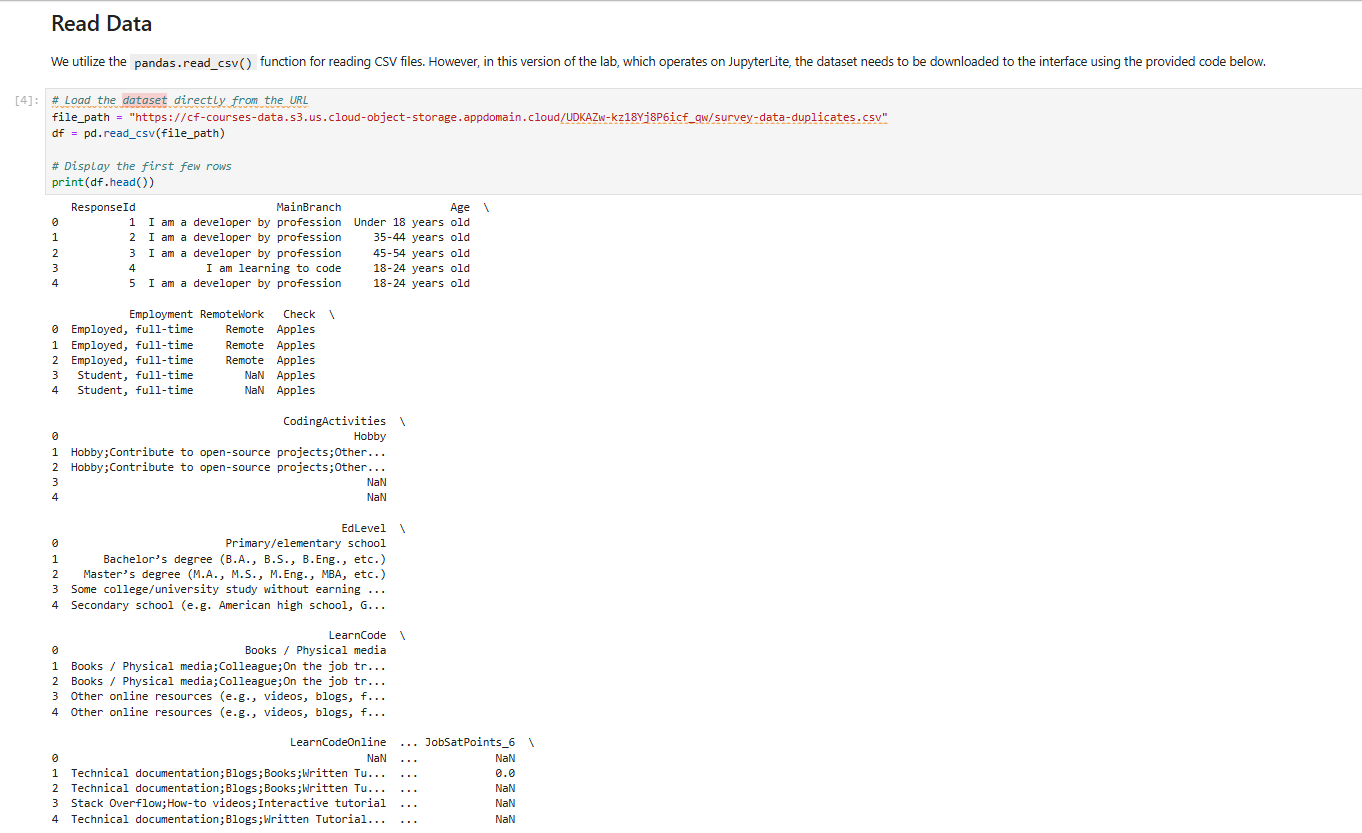 Read Data
We utilize the pandas.read_csv() function for reading CSV files. However, in this version of the lab, which operates on JupyterLite, the dataset needs to be downloaded to the interface using the provided code below.
[4]: # Load the dataset directly from the URL
file_path = "https://cf-courses-data.s3.us.cloud-object-storage.appdomain.cloud/UDKAZw-kz18Yj8P6icf_qw/survey-data-duplicates.csv"
df = pd.read_csv(file_path)
# Display the first few rows
print(df.head())
ResponseId MainBranch Age \
0 1 I am a developer by profession Under 18 years old
1 2 I am a developer by profession 35-44 years old
2 3 I am a developer by profession 45-54 years old
3 4 I am learning to code 18-24 years old
4 5 I am a developer by profession 18-24 years old
Employment RemoteWork Check \
0 Employed, full-time Remote Apples
1 Employed, full-time Remote Apples
2 Employed, full-time Remote Apples
3 Student, full-time NaN Apples
4 Student, full-time NaN Apples
CodingActivities \
0 Hobby
1 Hobby;Contribute to open-source projects;Other...
2 Hobby;Contribute to open-source projects;Other...
3 NaN
4 NaN
EdLevel \
0 Primary/elementary school
1 Bachelor’s degree (B.A., B.S., B.Eng., etc.)
2 Master’s degree (M.A., M.S., M.Eng., MBA, etc.)
3 Some college/university study without earning ...
4 Secondary school (e.g. American high school, G...
LearnCode \
0 Books / Physical media
1 Books / Physical media;Colleague;On the job tr...
2 Books / Physical media;Colleague;On the job tr...
3 Other online resources (e.g., videos, blogs, f...
4 Other online resources (e.g., videos, blogs, f...
LearnCodeOnline ... JobSatPoints_6 \
0 NaN ... NaN
1 Technical documentation;Blogs;Books;Written Tu... ... 0.0
2 Technical documentation;Blogs;Books;Written Tu... ... NaN
3 Stack Overflow;How-to videos;Interactive tutorial ... NaN
4 Technical documentation;Blogs;Written Tutorial... ... NaN